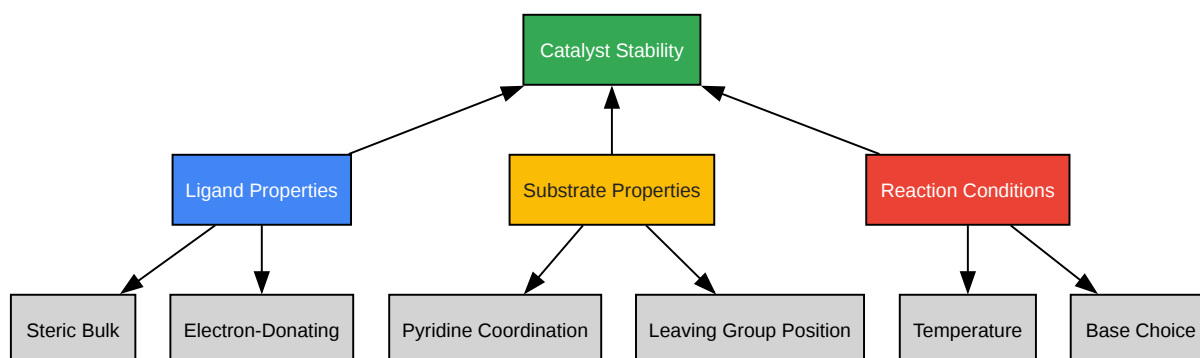 Catalyst Stability
Ligand Properties
Substrate Properties
Reaction Conditions
Steric Bulk
Electron-Donating
Pyridine Coordination
Leaving Group Position
Temperature
Base Choice